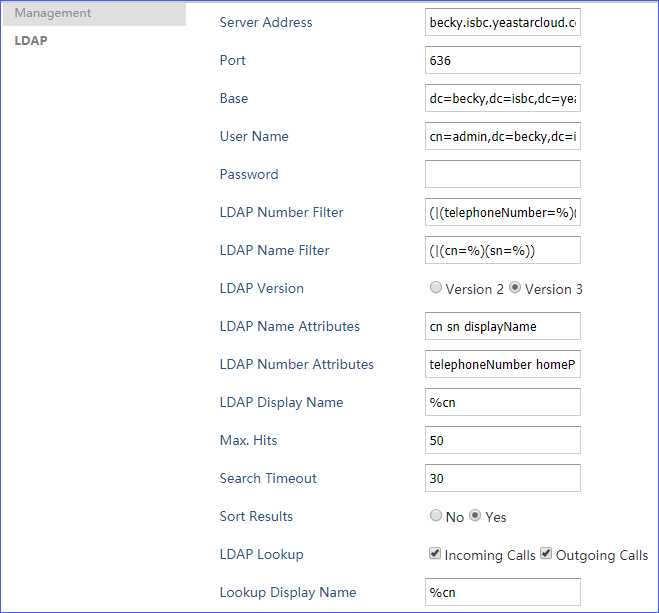 Management
LDAP
Server Address becky.isbc.yeastarcloud.c
Port 636
Base dc=becky,dc=isbc,dc=yea
User Name cn=admin,dc=becky,dc=i
Password
LDAP Number Filter (|(telephoneNumber=%)(
LDAP Name Filter (|(cn=%)(sn=%))
LDAP Version Version 2 Version 3
LDAP Name Attributes cn sn displayName
LDAP Number Attributes telephoneNumber homeP
LDAP Display Name %cn
Max. Hits 50
Search Timeout 30
Sort Results No Yes
LDAP Lookup Incoming Calls Outgoing Calls
Lookup Display Name %cn